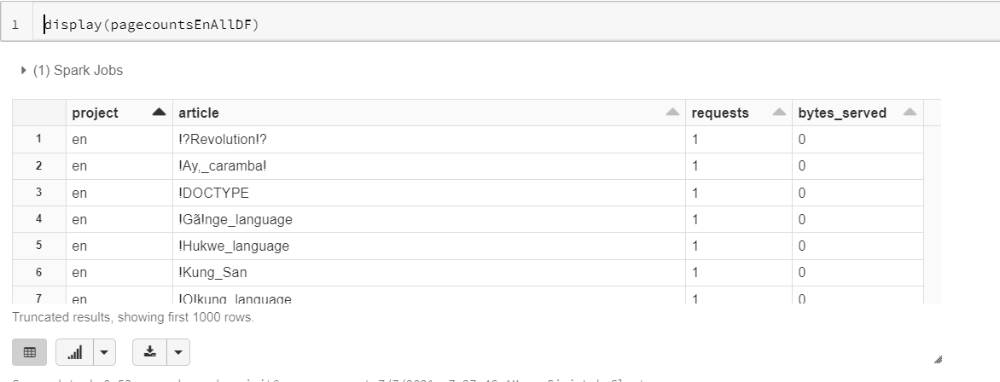 1 display(pagecountsEnAllDF)
(1) Spark Jobs
project article requests bytes_served
1 en !?Revolution!? 1 0
2 en !Ay,_caramba! 1 0
3 en !DOCTYPE 1 0
4 en !Gã!nge_language 1 0
5 en !Hukwe_language 1 0
6 en !Kung_San 1 0
7 en !O!kung_language 1 0
Truncated results, showing first 1000 rows.